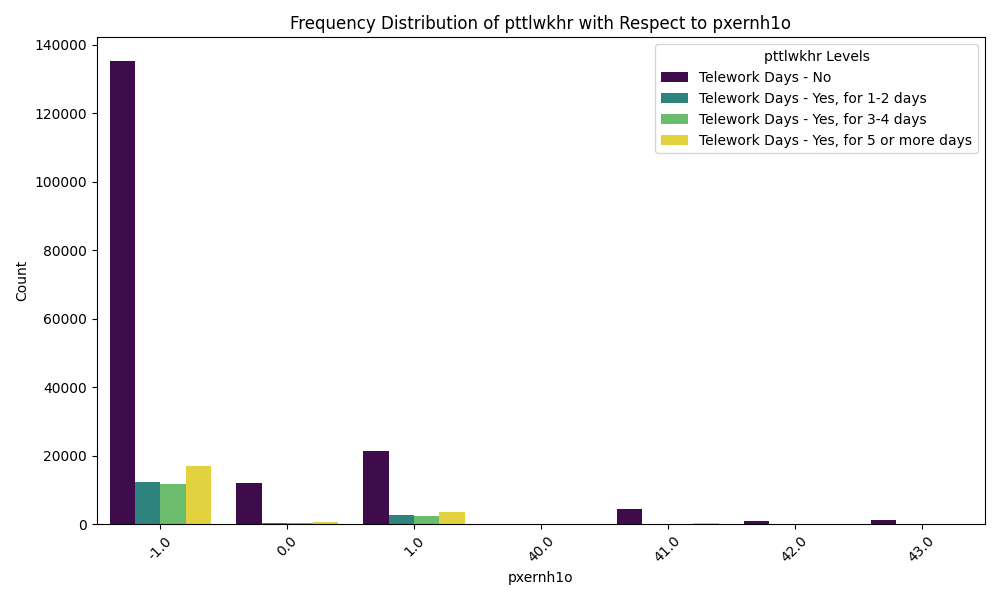 Frequency Distribution of pttlwkhr with Respect to pxernh1o
pttlwkhr Levels
Telework Days - No
Telework Days - Yes, for 1-2 days
Telework Days - Yes, for 3-4 days
Telework Days - Yes, for 5 or more days
Count
140000
120000
100000
80000
60000
40000
20000
0
-1.0
0.0
1.0
40.0
41.0
42.0
43.0
pxernh1o